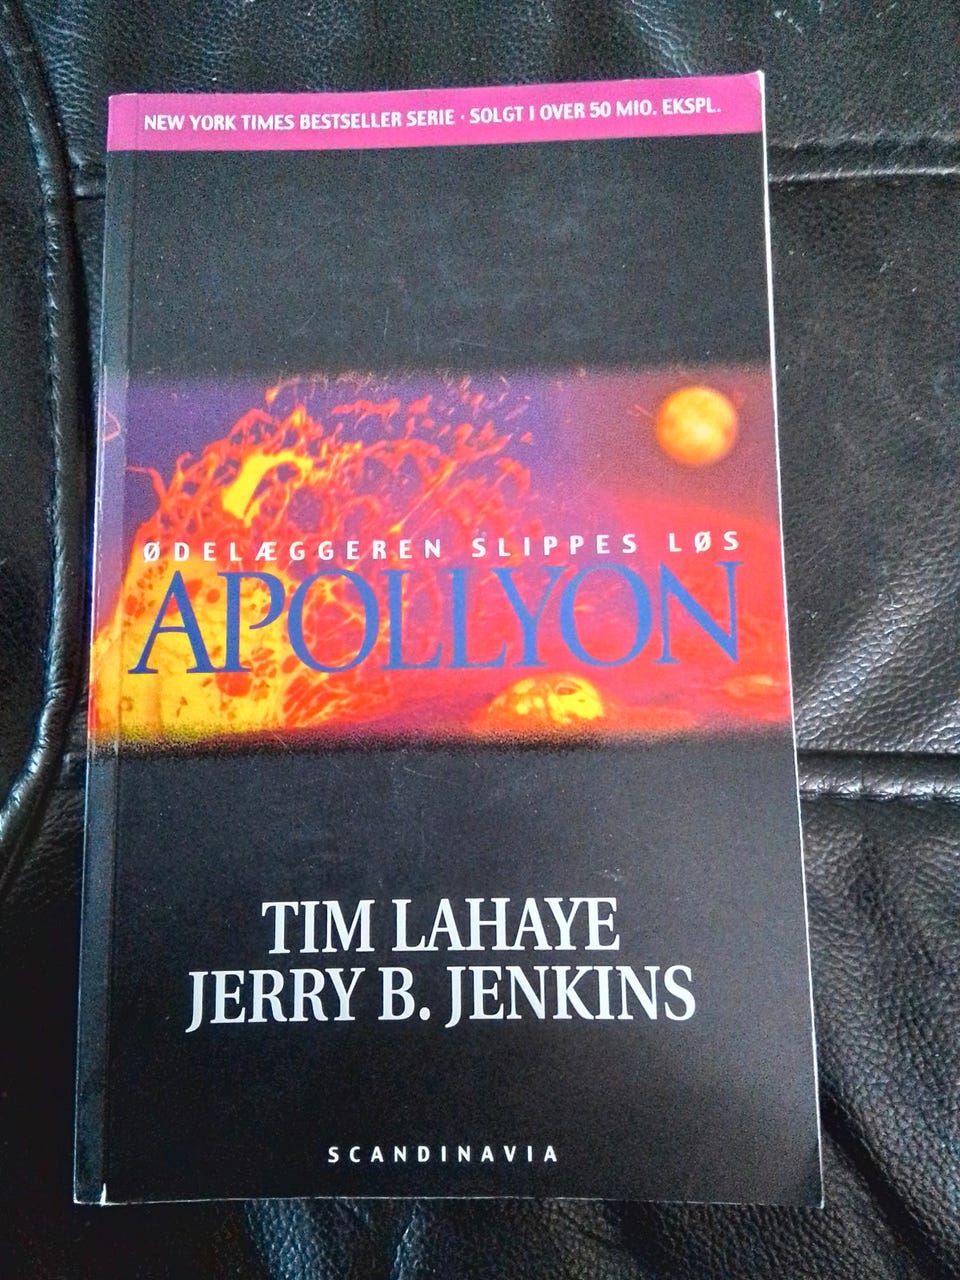 NEW YORK TIMES BESTSELLER SERIE · SOLGT I OVER 50 MIO. EKSPL.
ØDELÆGGEREN SLIPPES LØS
APOLLYON
TIM LAHAYE
JERRY B. JENKINS
SCANDINAVIA